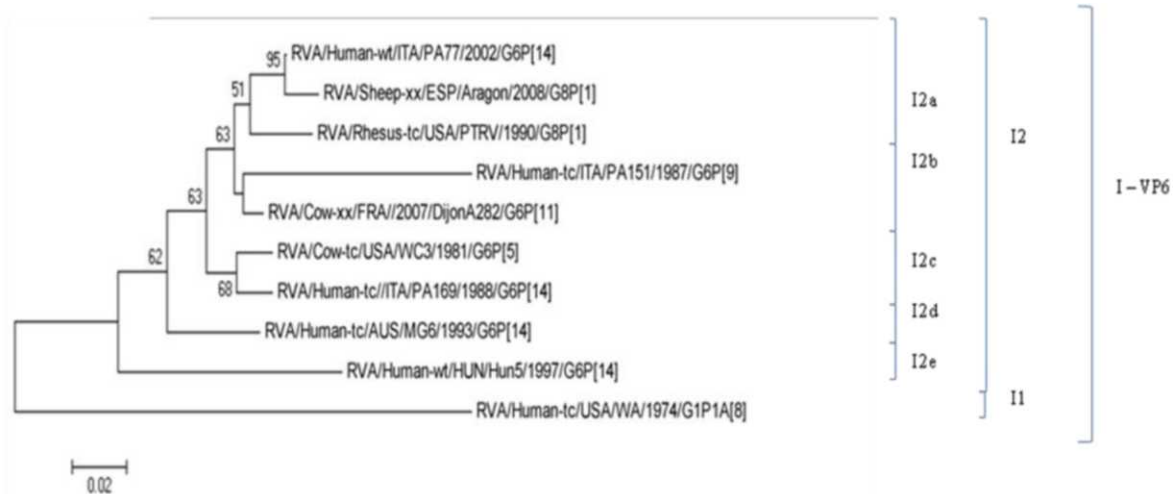 95
RVA/Human-wt/ITA/PA77/2002/G6P[14]
51
RVA/Sheep-xx/ESP/Aragon/2008/G8P[1]
I2a
63
RVA/Rhesus-tc/USA/PTRV/1990/G8P[1]
I2
I2b
RVA/Human-tc/ITA/PA151/1987/G6P[9]
I-VP6
63
RVA/Cow-xx/FRA//2007/DijonA282/G6P[11]
62
RVA/Cow-tc/USA/WC3/1981/G6P[5]
I2c
68
RVA/Human-tc//ITA/PA169/1988/G6P[14]
I2d
RVA/Human-tc/AUS/MG6/1993/G6P[14]
I2e
RVA/Human-wt/HUN/Hun5/1997/G6P[14]
I1
RVA/Human-tc/USA/WA/1974/G1P1A[8]
0.02